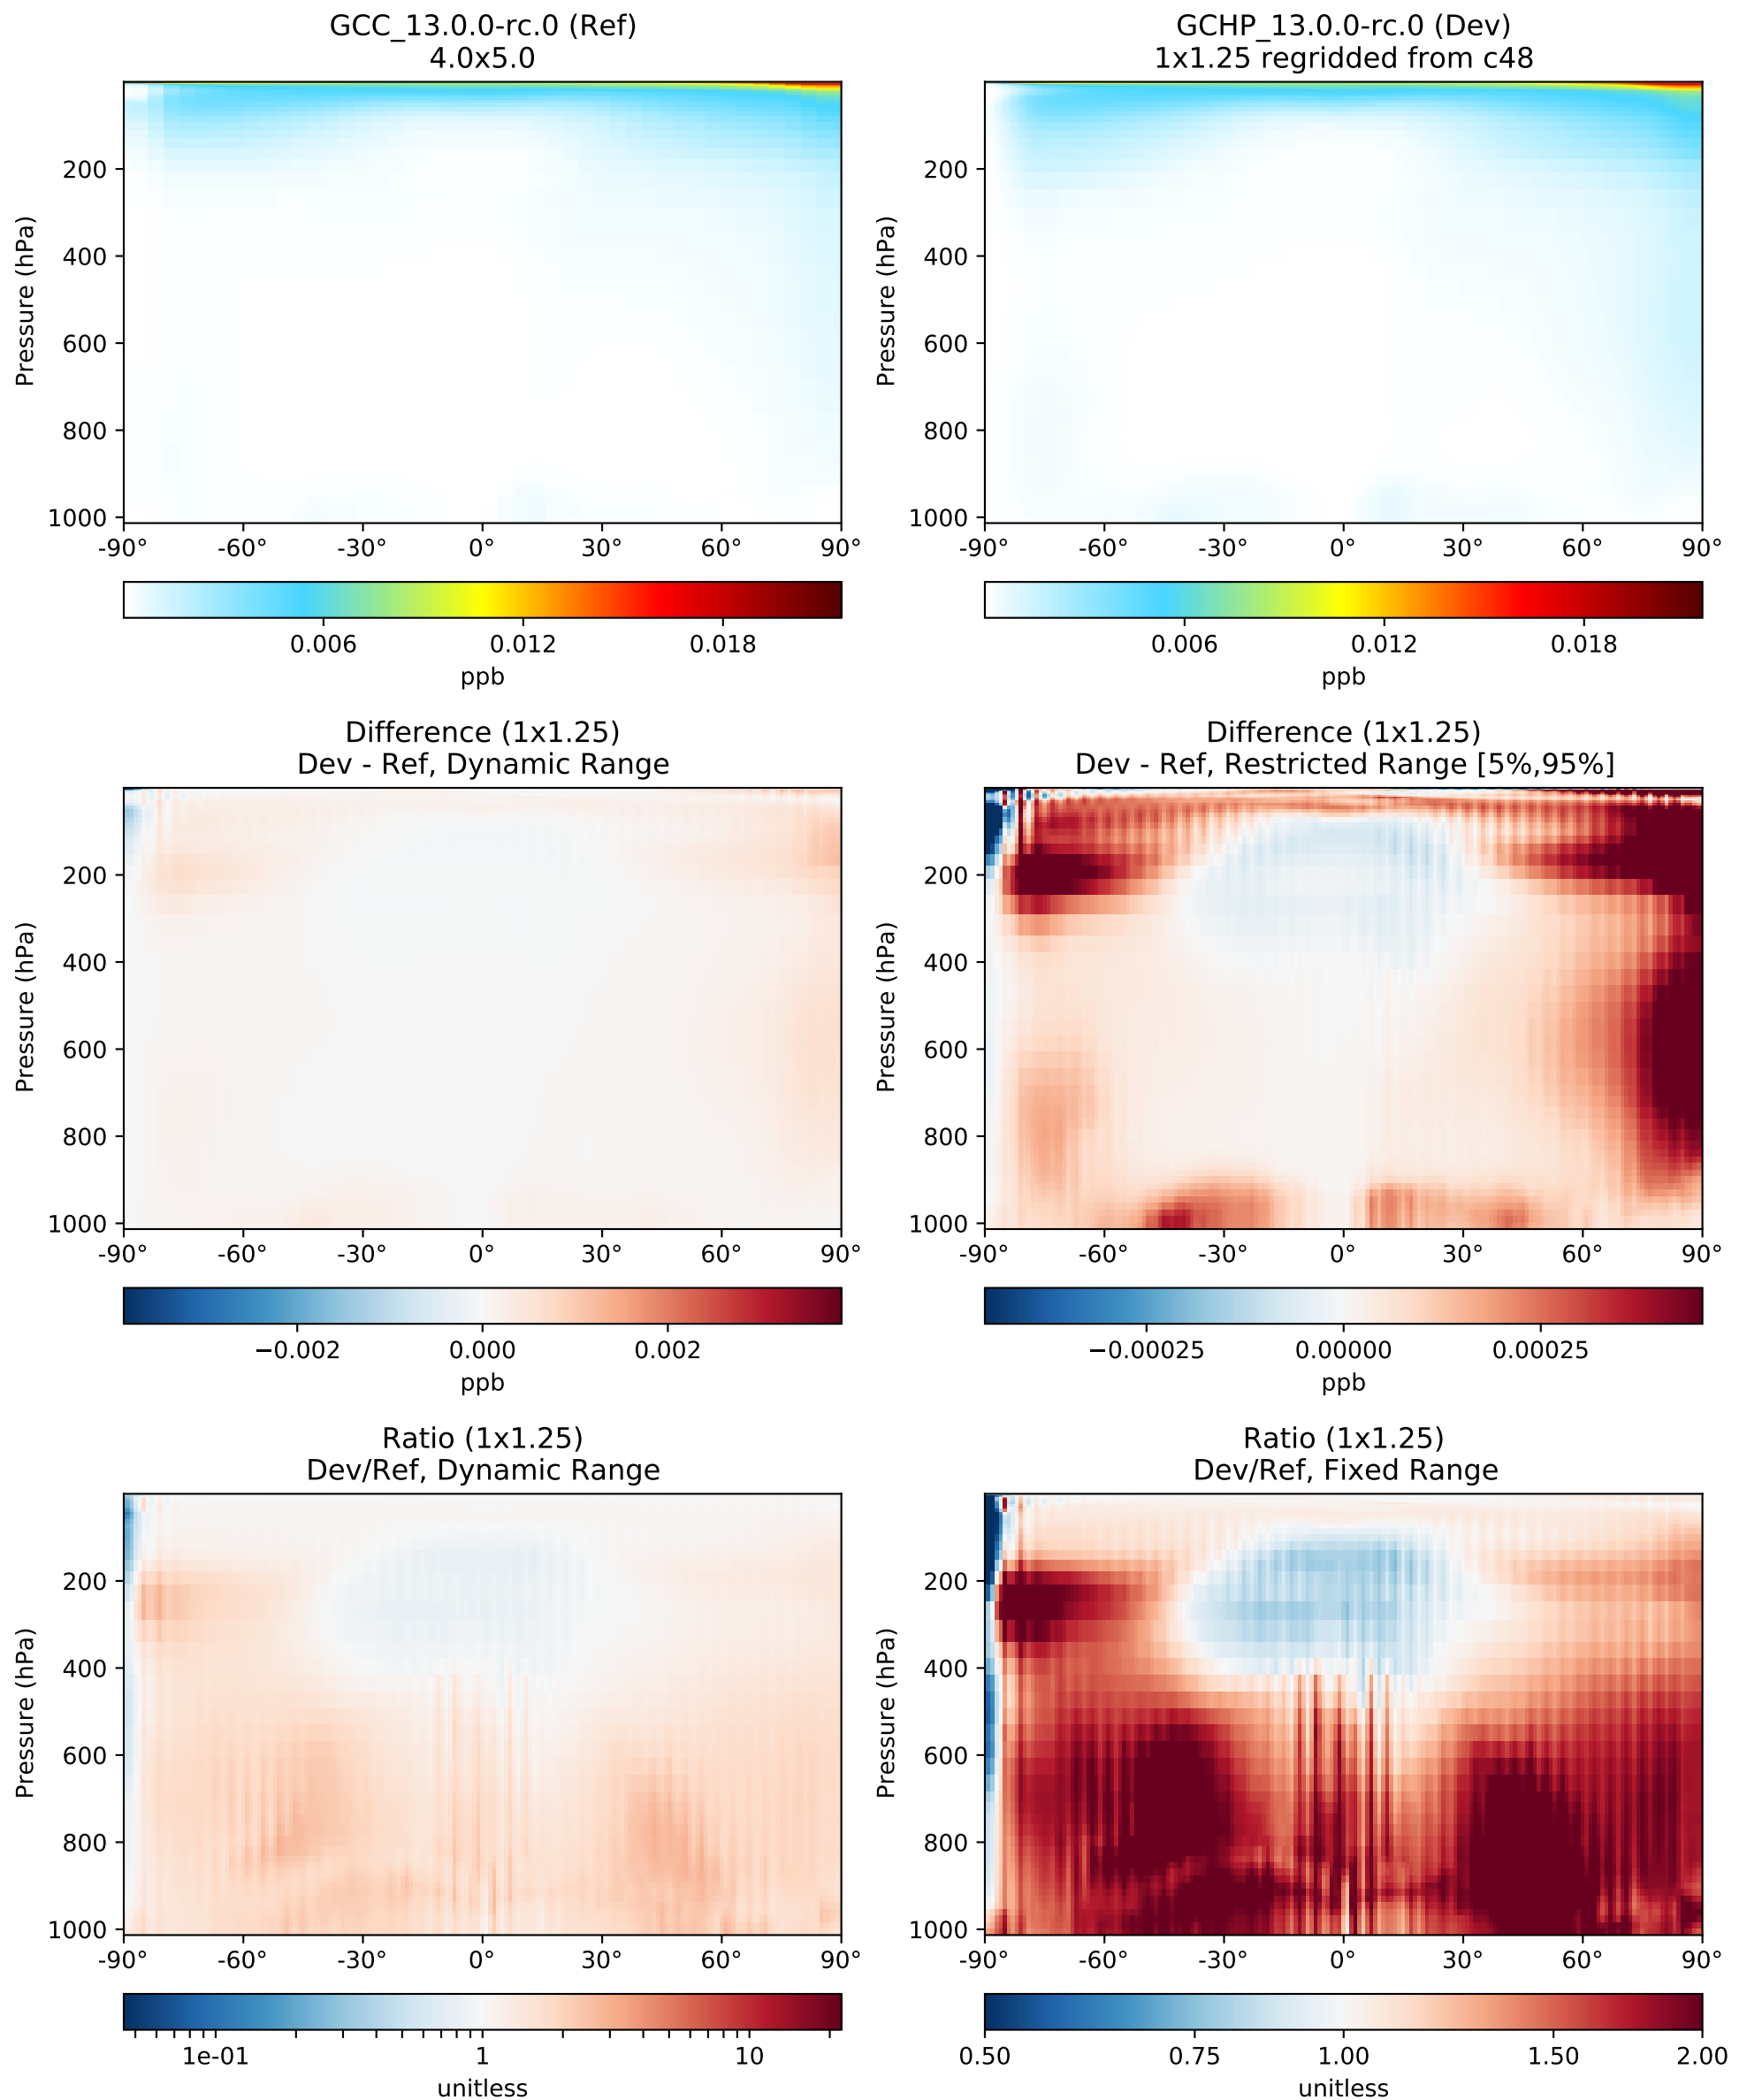 GCC_13.0.0-rc.0 (Ref)
4.0x5.0
Pressure (hPa)
200
400
600
800
1000
-90° -60° -30° 0° 30° 60° 90°
0.006 0.012 0.018
ppb
GCHP_13.0.0-rc.0 (Dev)
1x1.25 regridded from c48
Pressure (hPa)
200
400
600
800
1000
-90° -60° -30° 0° 30° 60° 90°
0.006 0.012 0.018
ppb
Difference (1x1.25)
Dev - Ref, Dynamic Range
Pressure (hPa)
200
400
600
800
1000
-90° -60° -30° 0° 30° 60° 90°
−0.002 0.000 0.002
ppb
Difference (1x1.25)
Dev - Ref, Restricted Range [5%,95%]
Pressure (hPa)
200
400
600
800
1000
-90° -60° -30° 0° 30° 60° 90°
−0.00025 0.00000 0.00025
ppb
Ratio (1x1.25)
Dev/Ref, Dynamic Range
Pressure (hPa)
200
400
600
800
1000
-90° -60° -30° 0° 30° 60° 90°
1e-01 1 10
unitless
Ratio (1x1.25)
Dev/Ref, Fixed Range
Pressure (hPa)
200
400
600
800
1000
-90° -60° -30° 0° 30° 60° 90°
0.50 0.75 1.00 1.50 2.00
unitless